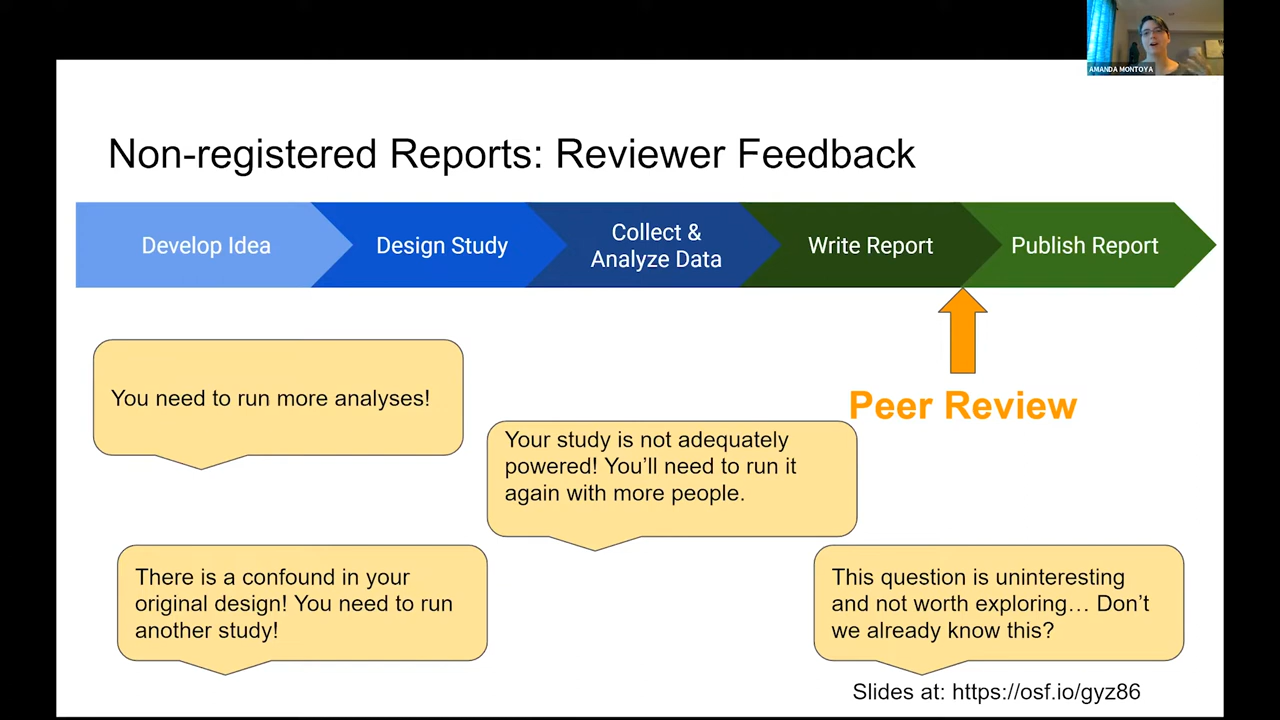 AMANDA MONTOYA
Non-registered Reports: Reviewer Feedback
Develop Idea
Design Study
Collect &
Analyze Data
Write Report
Publish Report
Peer Review
You need to run more analyses!
Your study is not adequately
powered! You’ll need to run it
again with more people.
There is a confound in your
original design! You need to run
another study!
This question is uninteresting
and not worth exploring… Don’t
we already know this?
Slides at: https://osf.io/gyz86